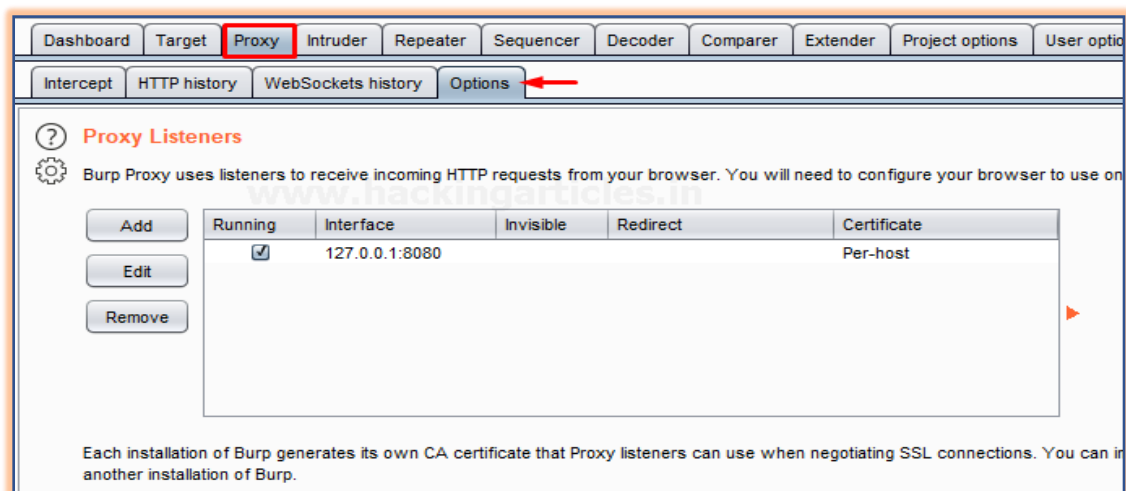 Dashboard Target Proxy Intruder Repeater Sequencer Decoder Comparer Extender Project options User optio
Intercept HTTP history WebSockets history Options
? Proxy Listeners
Burp Proxy uses listeners to receive incoming HTTP requests from your browser. You will need to configure your browser to use on
www.hackingarticles.in
Add Running Interface Invisible Redirect Certificate
127.0.0.1:8080 Per-host
Edit
Remove
Each installation of Burp generates its own CA certificate that Proxy listeners can use when negotiating SSL connections. You can i
another installation of Burp.